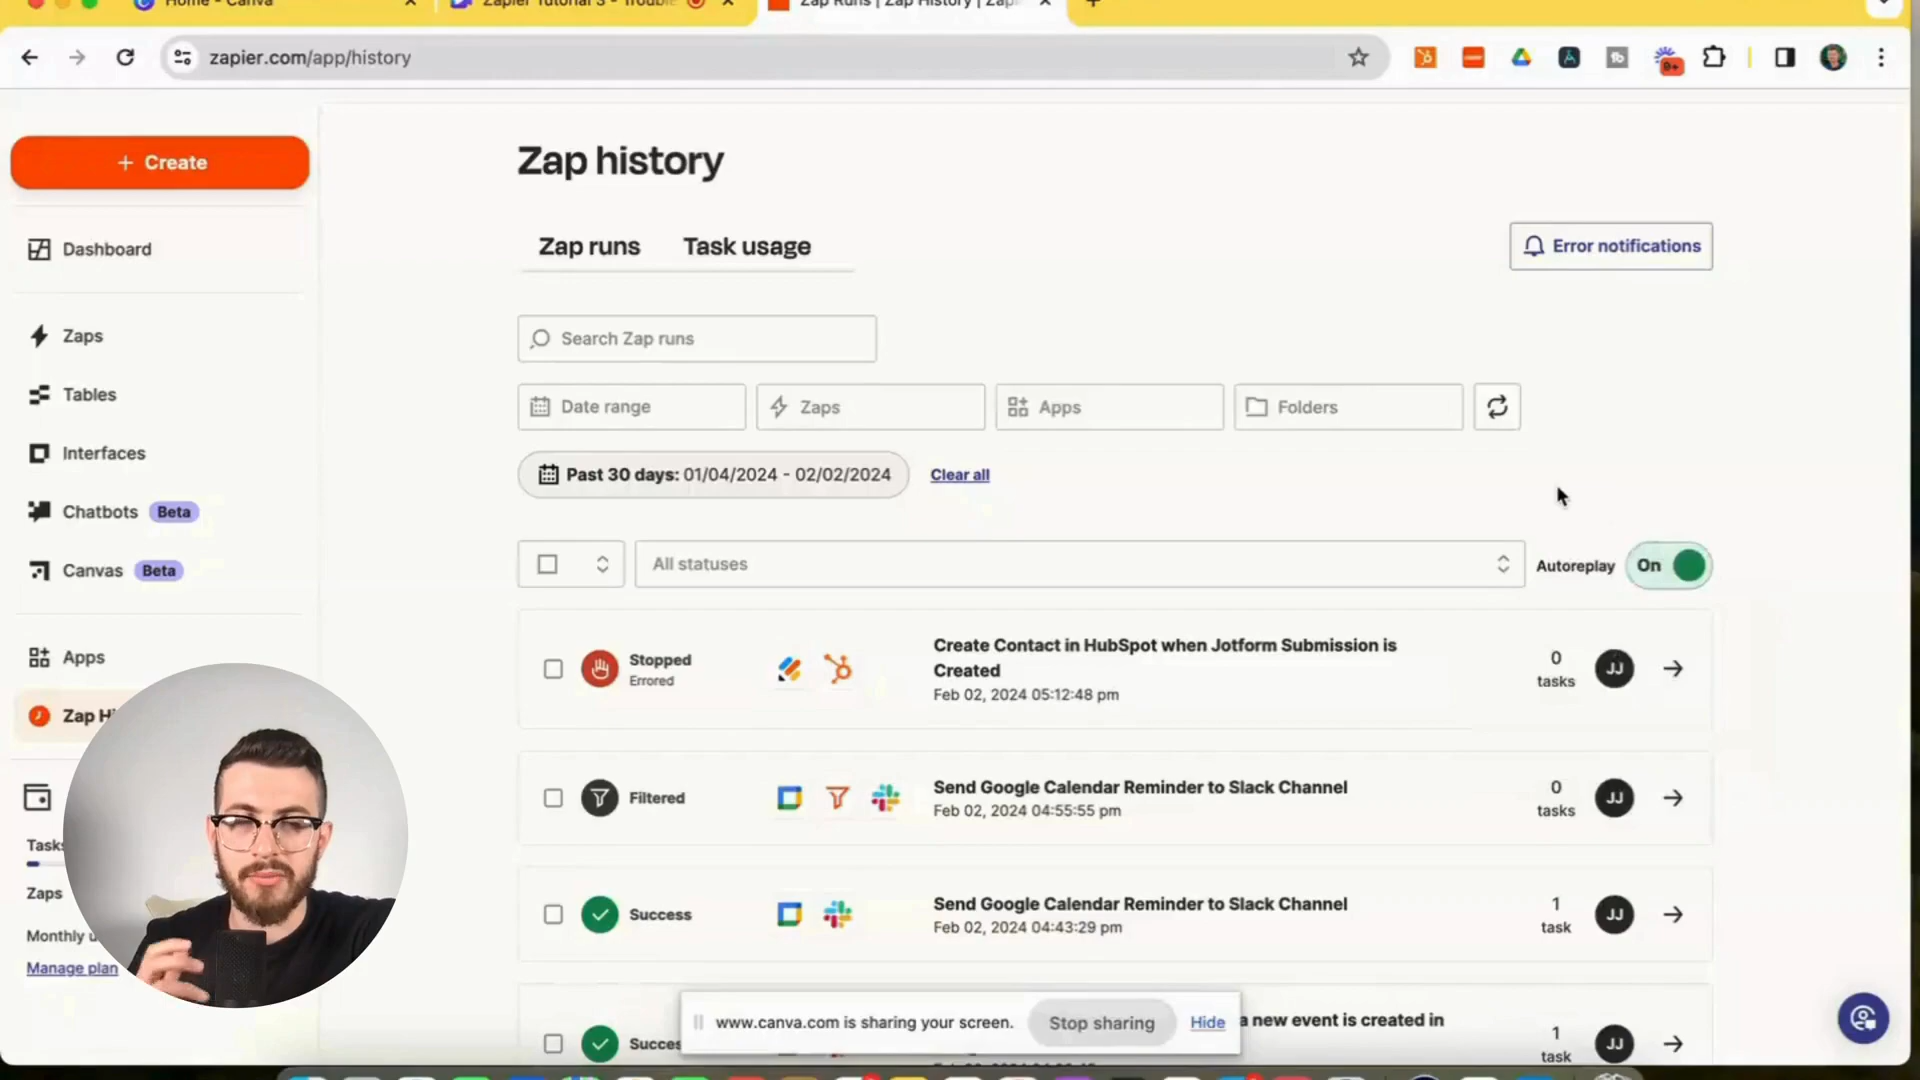 Home - Canva
Zapier Tutorial 3 - Trouble
Zap Runs | Zap History | Zap
zapier.com/app/history
9+
+ Create
Dashboard
Zaps
Tables
Interfaces
Chatbots Beta
Canvas Beta
Apps
Zap Hi
Tasks
Zaps
Monthly u
Manage plan
Zap history
Zap runs
Task usage
Error notifications
Search Zap runs
Date range
Zaps
Apps
Folders
Past 30 days: 01/04/2024 - 02/02/2024
Clear all
All statuses
Autoreplay
On
Stopped
Errored
Create Contact in HubSpot when Jotform Submission is
Created
Feb 02, 2024 05:12:48 pm
0
tasks
JJ
Filtered
Send Google Calendar Reminder to Slack Channel
Feb 02, 2024 04:55:55 pm
0
tasks
JJ
Success
Send Google Calendar Reminder to Slack Channel
Feb 02, 2024 04:43:29 pm
1
task
JJ
Succes
a new event is created in
1
task
JJ
www.canva.com is sharing your screen.
Stop sharing
Hide